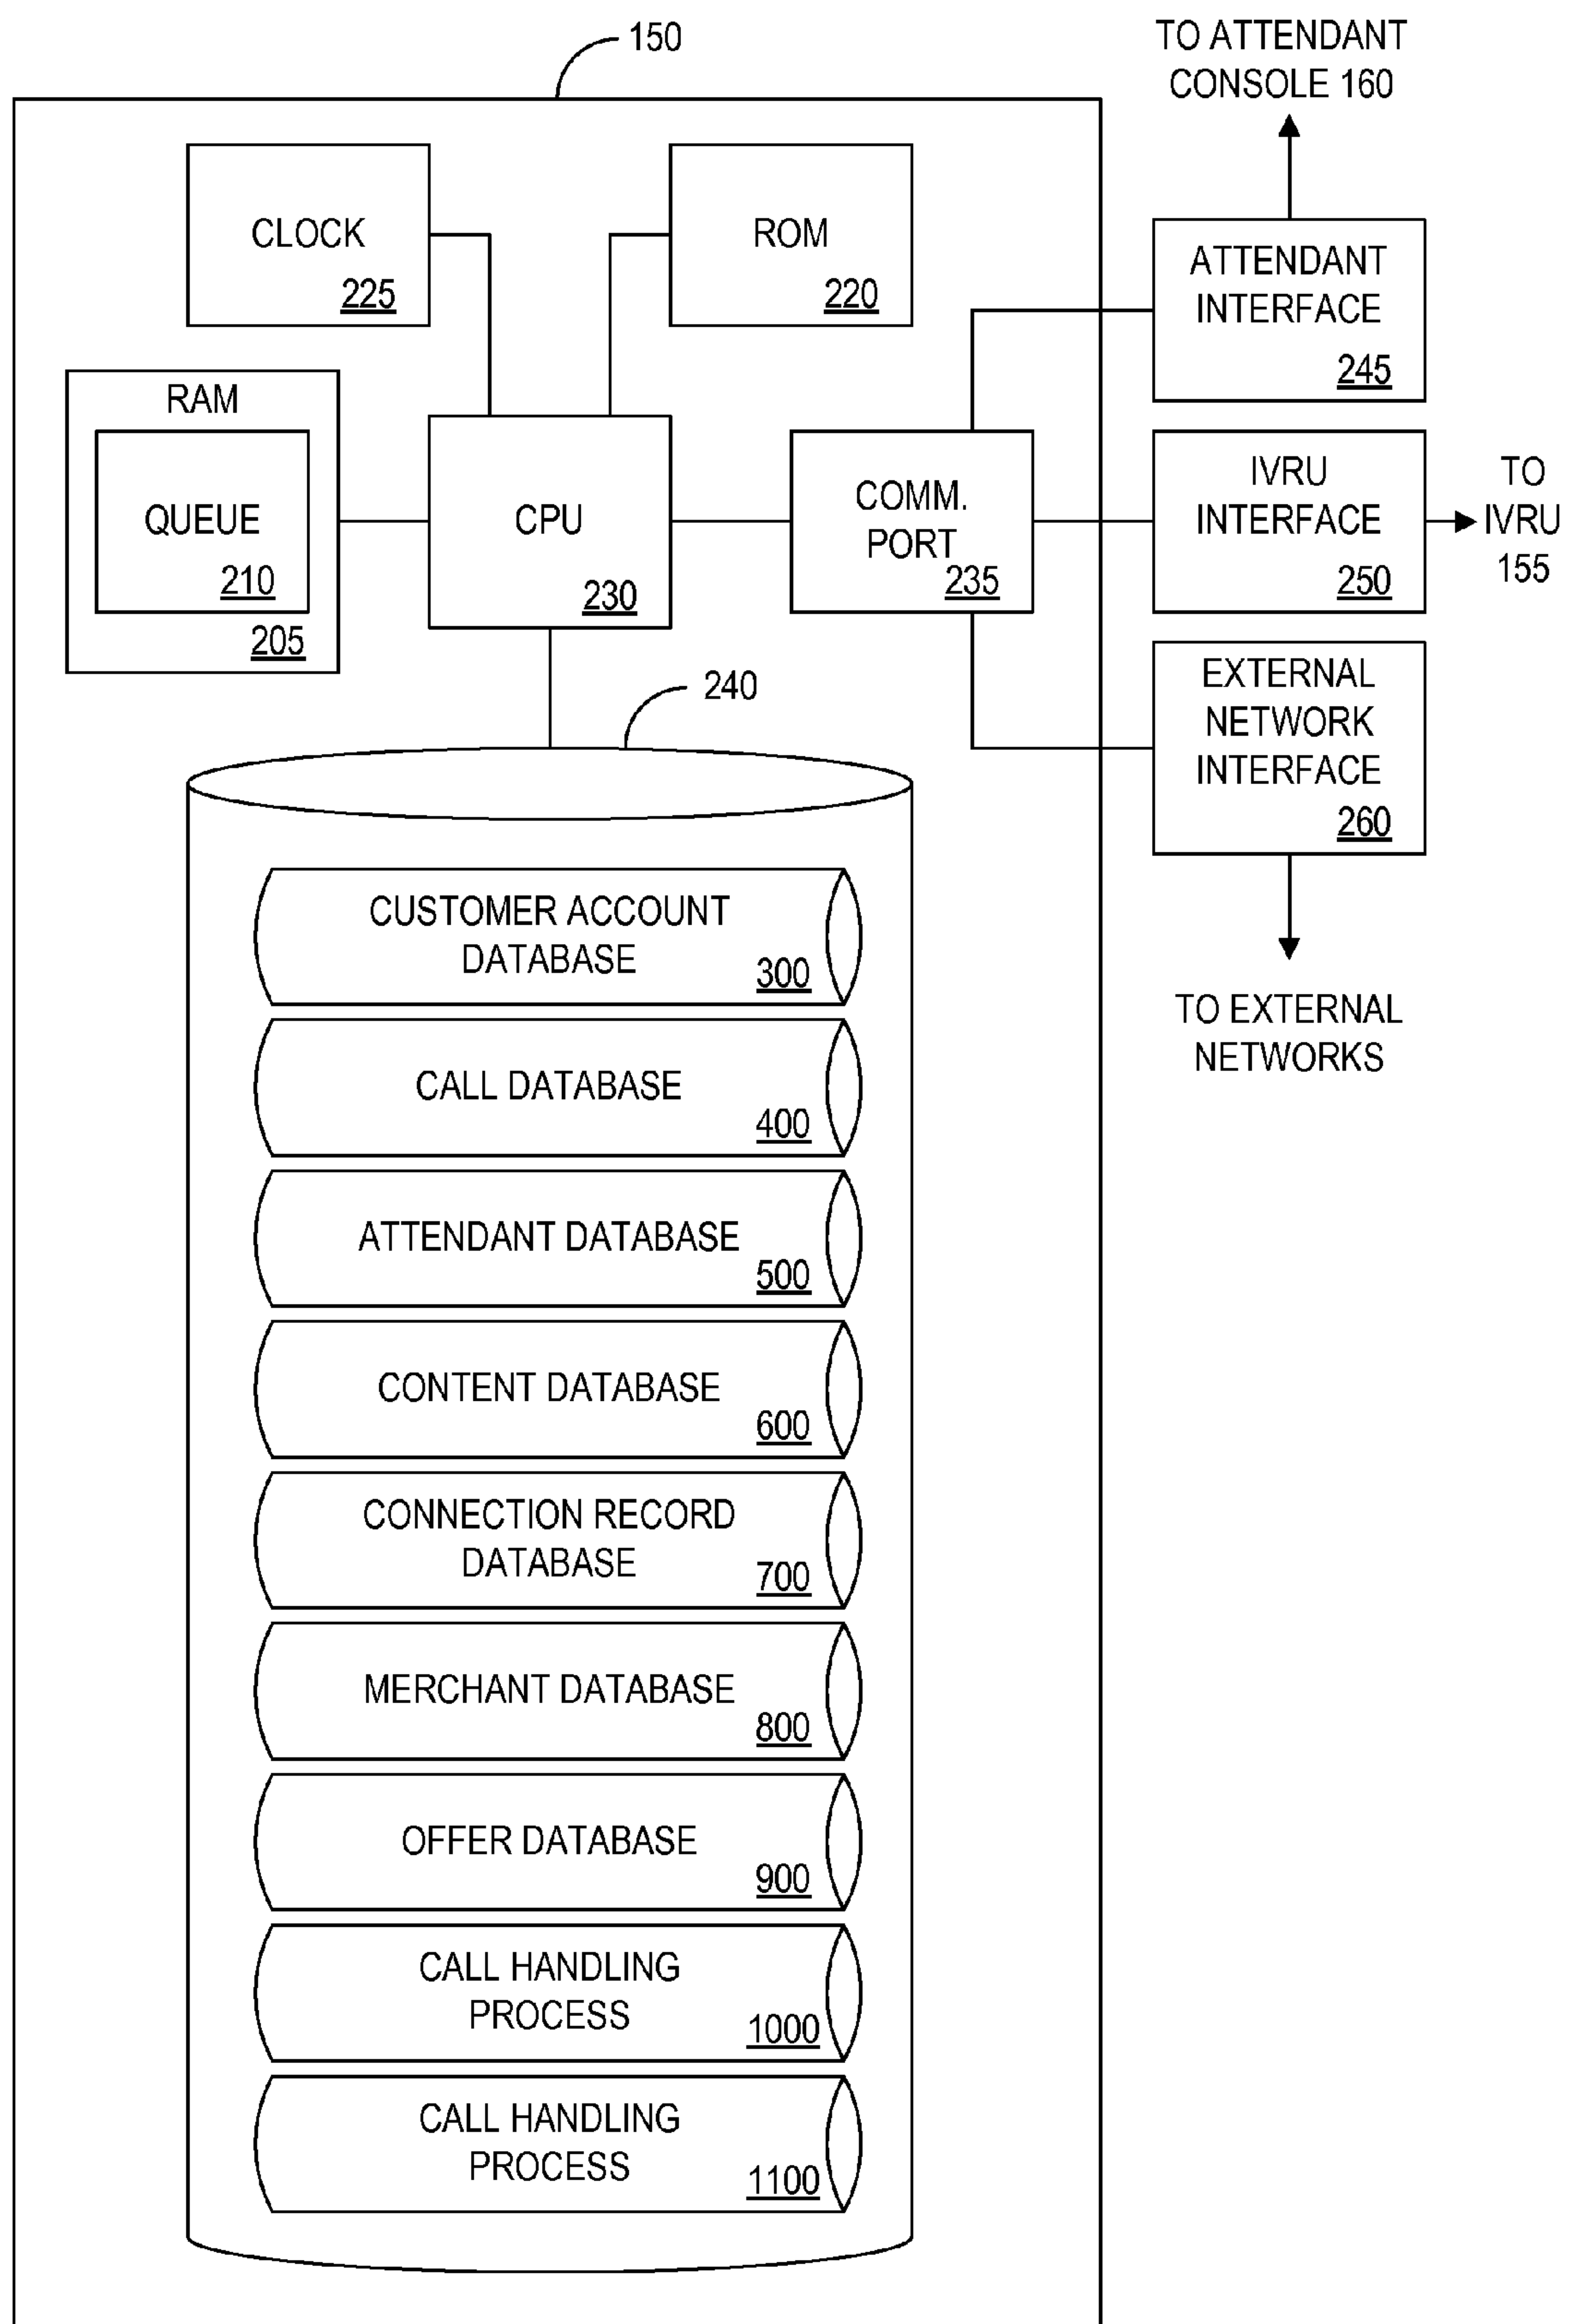 150
TO ATTENDANT
CONSOLE 160
CLOCK
225
ROM
220
ATTENDANT
INTERFACE
245
RAM
QUEUE
210
205
CPU
230
COMM.
PORT
235
IVRU
INTERFACE
250
TO
IVRU
155
EXTERNAL
NETWORK
INTERFACE
260
TO EXTERNAL
NETWORKS
240
CUSTOMER ACCOUNT
DATABASE
300
CALL DATABASE
400
ATTENDANT DATABASE
500
CONTENT DATABASE
600
CONNECTION RECORD
DATABASE
700
MERCHANT DATABASE
800
OFFER DATABASE
900
CALL HANDLING
PROCESS
1000
CALL HANDLING
PROCESS
1100